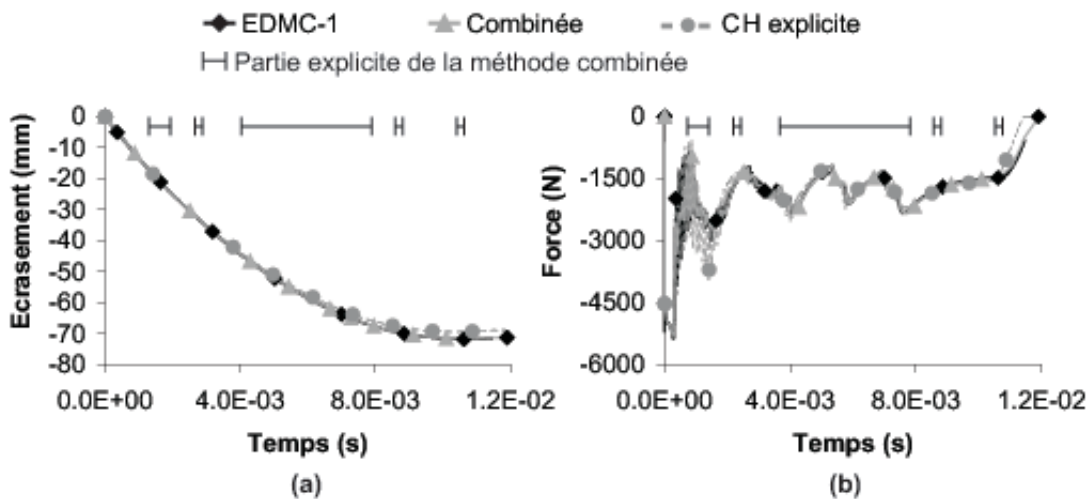 EDMC-1 Combinée CH explicite
Partie explicite de la méthode combinée
Ecrasement (mm)
0
-10
-20
-30
-40
-50
-60
-70
-80
0.0E+00 4.0E-03 8.0E-03 1.2E-02
Temps (s)
(a)
Force (N)
0
-1500
-3000
-4500
-6000
0.0E+00 4.0E-03 8.0E-03 1.2E-02
Temps (s)
(b)